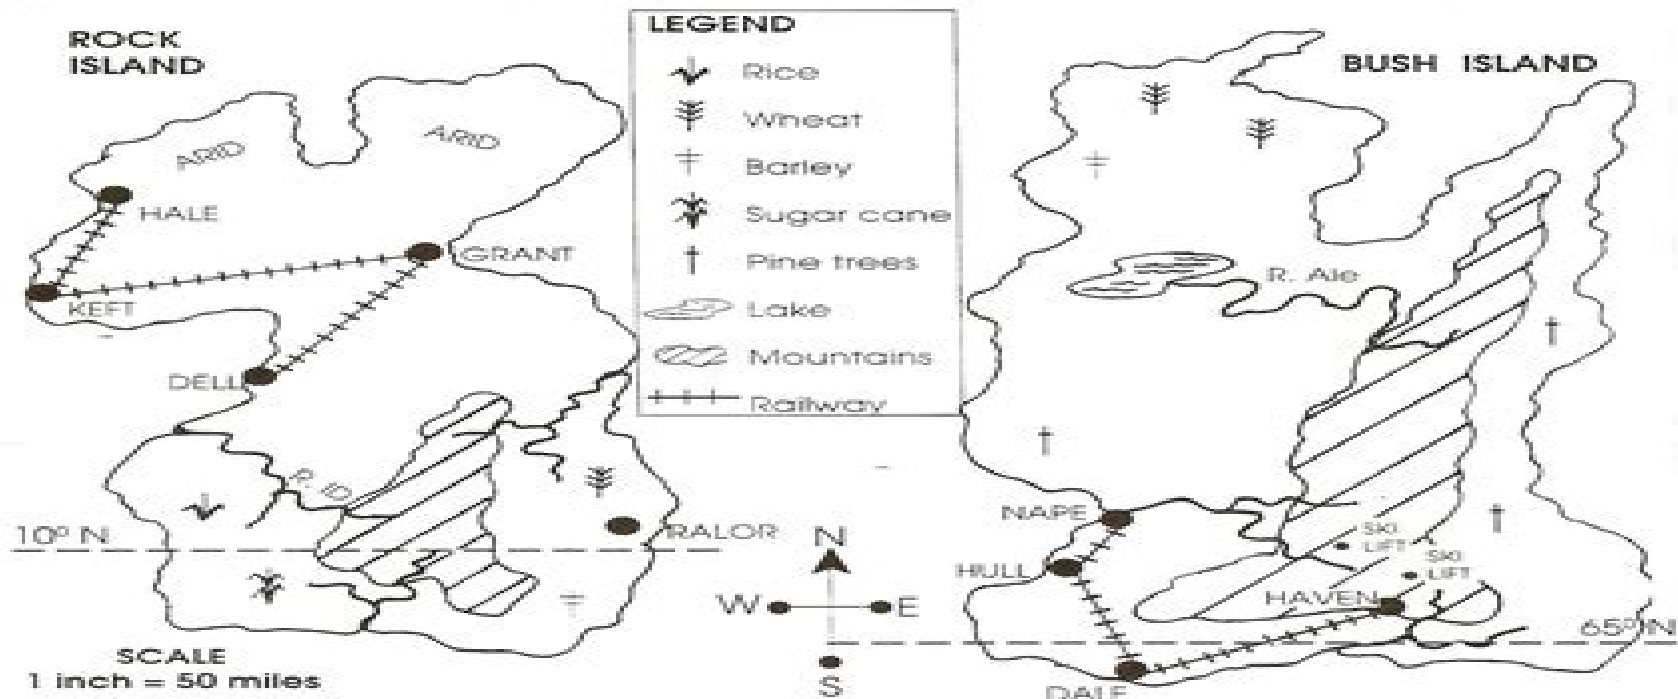 ROCK
ISLAND
ARID
ARID
HALE
GRANT
KEFT
DELL
R. ID
RALOR
10º N
SCALE
1 inch = 50 miles
LEGEND
Rice
Wheat
Barley
Sugar cane
Pine trees
Lake
Mountains
Railway
N
W
E
S
BUSH ISLAND
R. Ale
NAPE
SKI
LIFT
SKI
LIFT
HULL
HAVEN
65º N
DALE